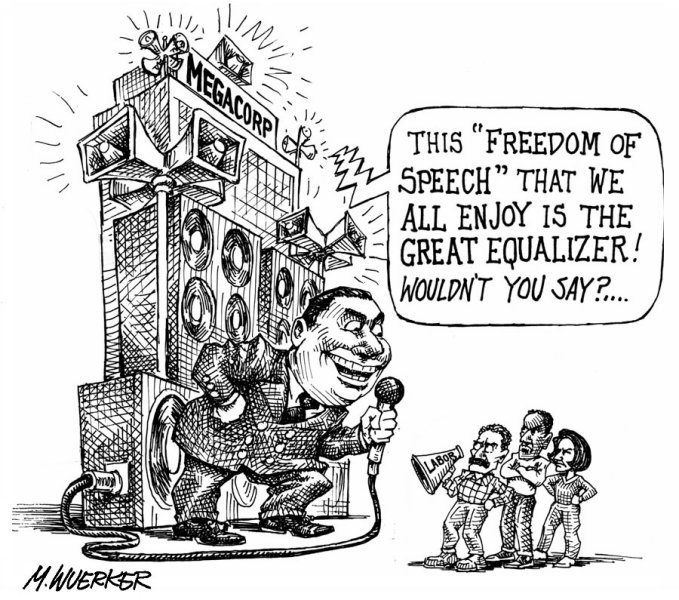 MEGACORP
THIS "FREEDOM OF
SPEECH" THAT WE
ALL ENJOY IS THE
GREAT EQUALIZER!
WOULDN'T YOU SAY?....
LABOR
M.WUERKER